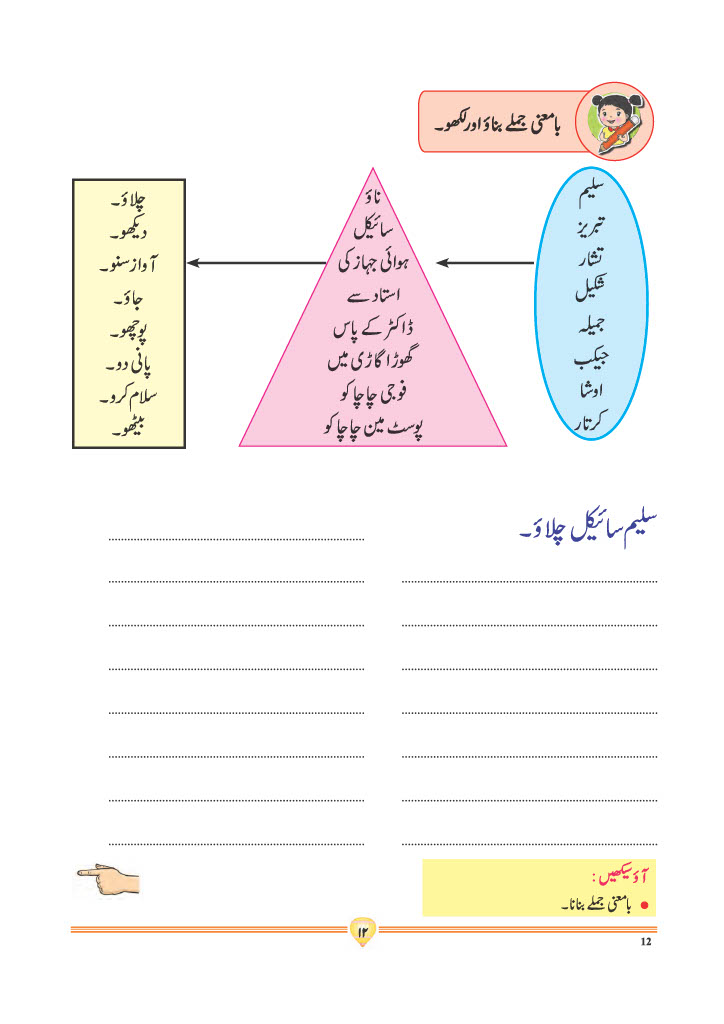 بامعنی جملے بناؤ اور لکھو۔
سلیم
تبریز
تشار
شکیل
جمیلہ
جیکب
اوشا
کرتار
ناؤ
سائیکل
ہوائی جہاز کی
استاد سے
ڈاکٹر کے پاس
گھوڑا گاڑی میں
فوجی چاچا کو
پوسٹ مین چاچا کو
چلاؤ۔
دیکھو۔
آواز سنو۔
جاؤ۔
پوچھو۔
پانی دو۔
سلام کرو۔
بیٹھو۔
سلیم سائیکل چلاؤ۔
آؤ سیکھیں :
● بامعنی جملے بنانا۔
۱۲
12